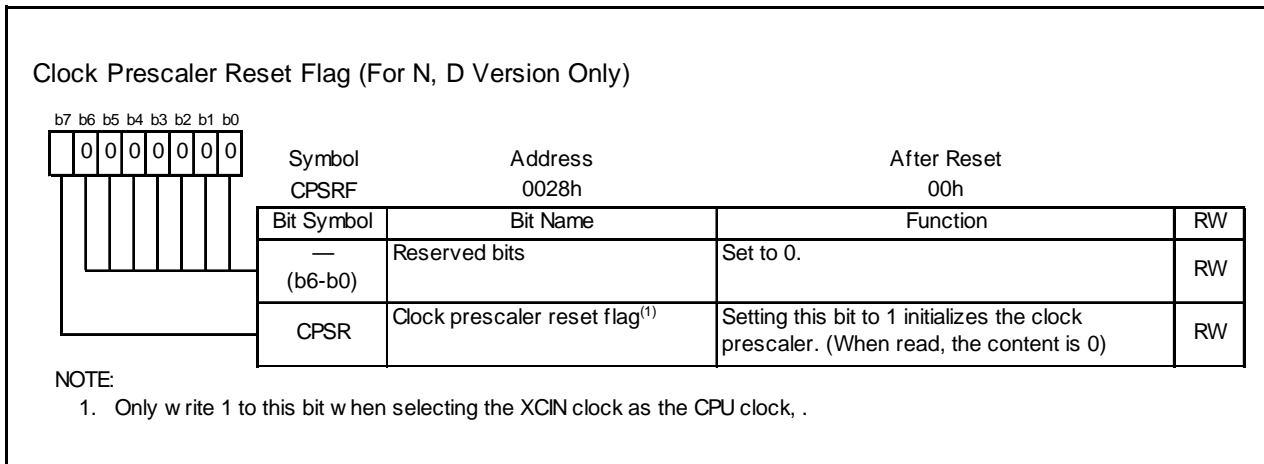 Clock Prescaler Reset Flag (For N, D Version Only)
b7 b6 b5 b4 b3 b2 b1 b0
0 0 0 0 0 0 0
Symbol Address After Reset
CPSRF 0028h 00h
Bit Symbol Bit Name Function RW
— (b6-b0) Reserved bits Set to 0. RW
CPSR Clock prescaler reset flag(1) Setting this bit to 1 initializes the clock
prescaler. (When read, the content is 0) RW
NOTE:
1. Only w rite 1 to this bit w hen selecting the XCIN clock as the CPU clock, .